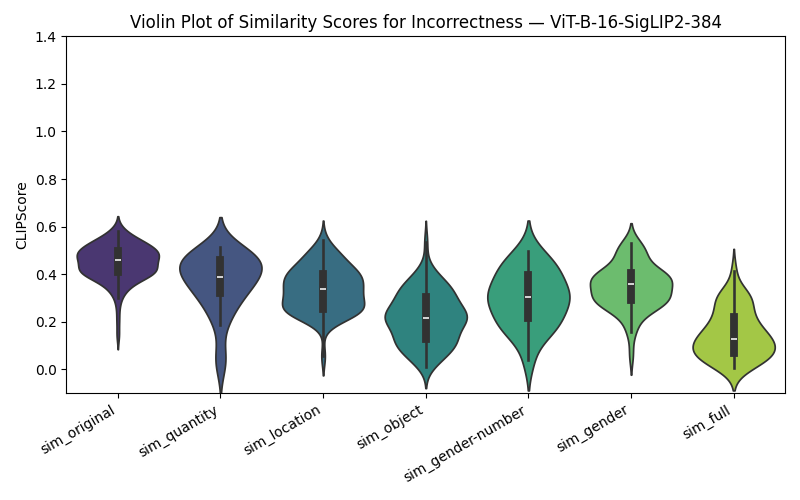 Violin Plot of Similarity Scores for Incorrectness — ViT-B-16-SigLIP2-384
CLIPScore
1.4
1.2
1.0
0.8
0.6
0.4
0.2
0.0
sim_original
sim_quantity
sim_location
sim_object
sim_gender-number
sim_gender
sim_full